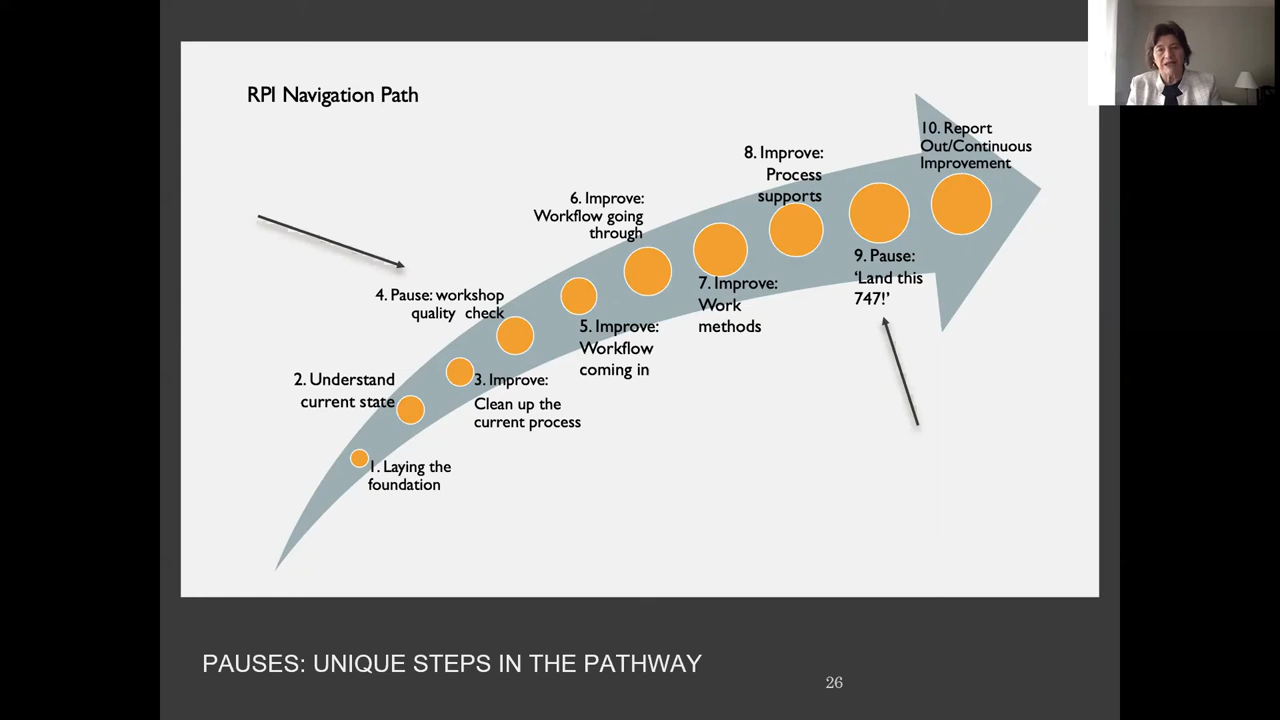 RPI Navigation Path
10. Report
Out/Continuous
Improvement
8. Improve:
Process
supports
6. Improve:
Workflow going
through
9. Pause:
‘Land this
747!’
7. Improve:
Work
methods
4. Pause: workshop
quality check
5. Improve:
Workflow
coming in
2. Understand
current state
3. Improve:
Clean up the
current process
1. Laying the
foundation
PAUSES: UNIQUE STEPS IN THE PATHWAY
26